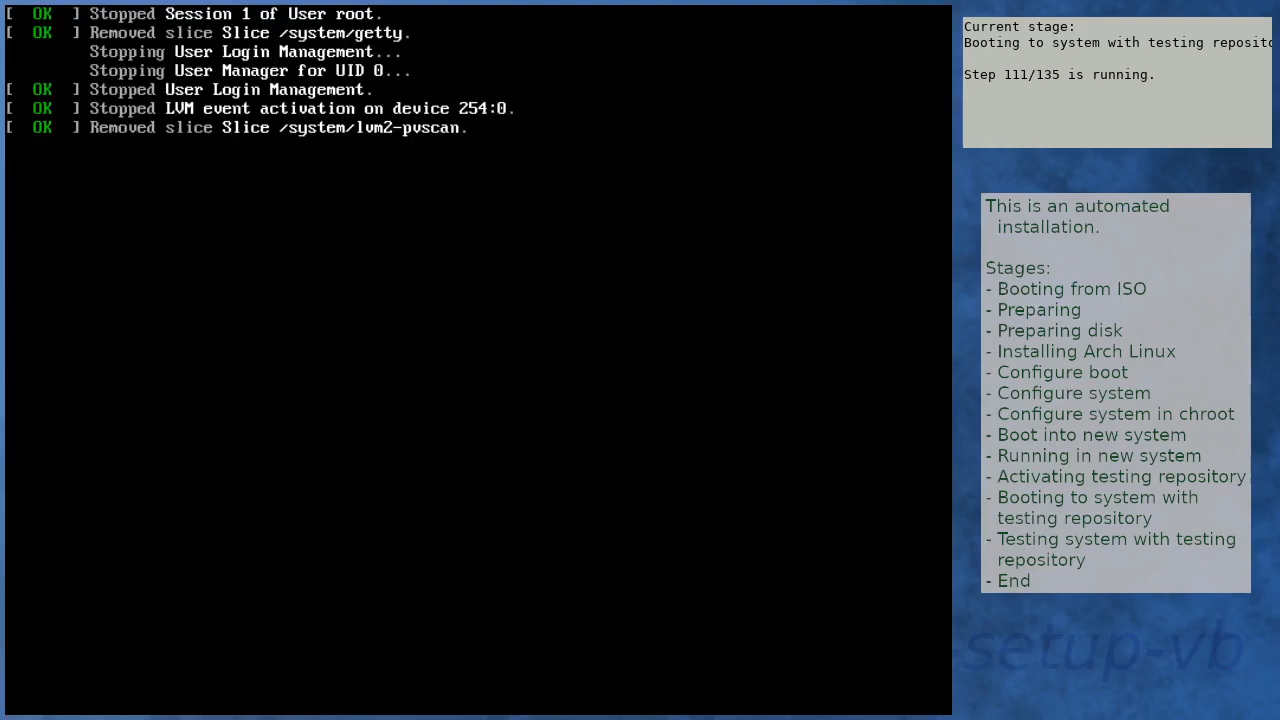 [  OK  ] Stopped Session 1 of User root.
[  OK  ] Removed slice Slice /system/getty.
         Stopping User Login Management...
         Stopping User Manager for UID 0...
[  OK  ] Stopped User Login Management.
[  OK  ] Stopped LVM event activation on device 254:0.
[  OK  ] Removed slice Slice /system/lvm2-pvscan.
Current stage:
Booting to system with testing reposito
Step 111/135 is running.
This is an automated
installation.
Stages:
- Booting from ISO
- Preparing
- Preparing disk
- Installing Arch Linux
- Configure boot
- Configure system
- Configure system in chroot
- Boot into new system
- Running in new system
- Activating testing repository
- Booting to system with
testing repository
- Testing system with testing
repository
- End
setup-vb